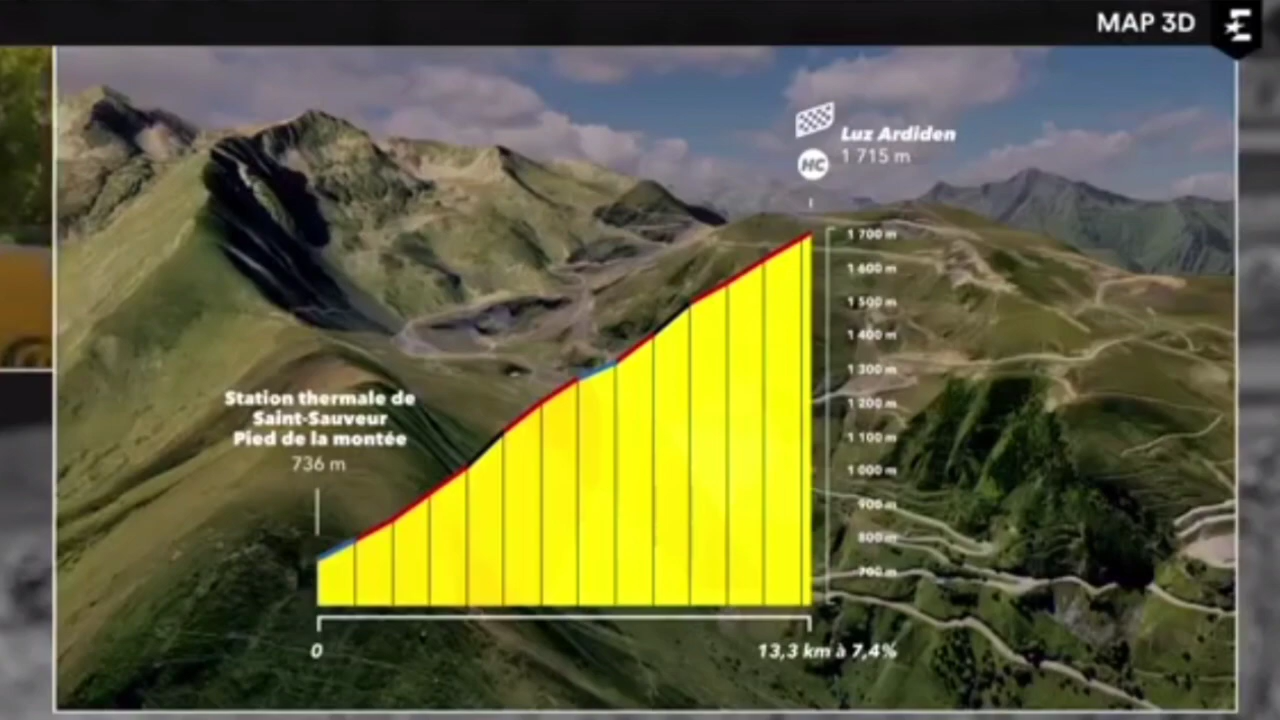 MAP 3D
Luz Ardiden
HC
1 715 m
1 700 m
1 600 m
1 500 m
1 400 m
1 300 m
1 200 m
1 100 m
1 000 m
900 m
800 m
700 m
Station thermale de
Saint-Sauveur
Pied de la montée
736 m
0
13,3 km à 7,4%